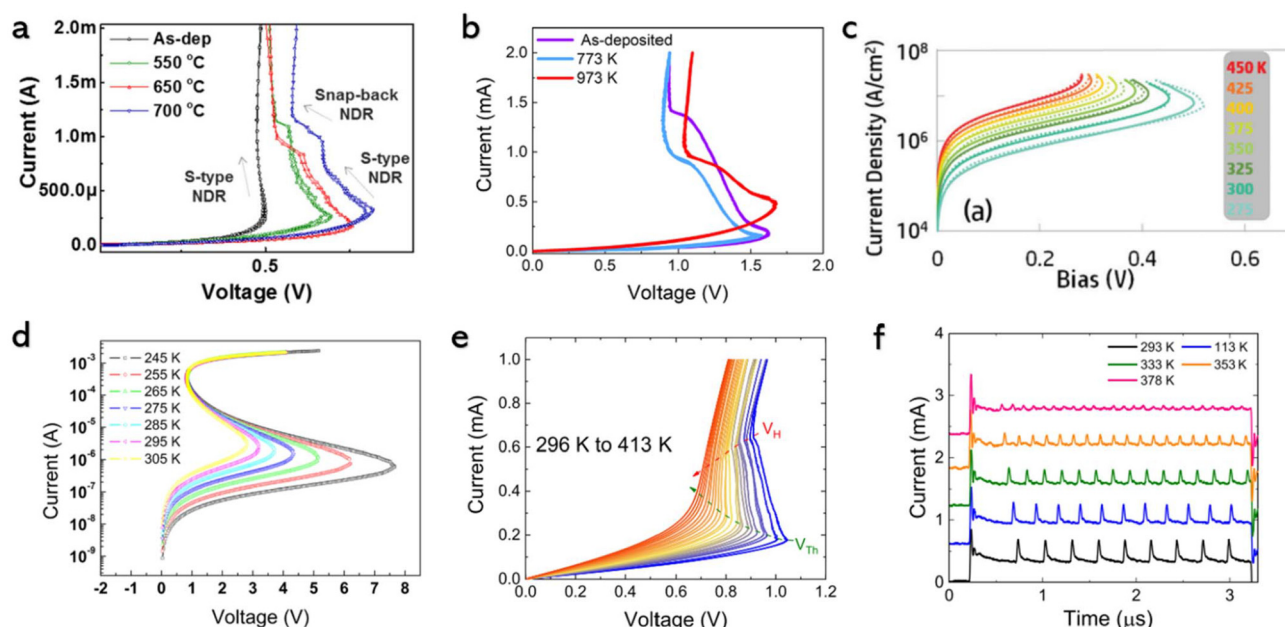 a
2.0m
1.5m
1.0m
500.0μ
0.0
Current (A)
As-dep
550 °C
650 °C
700 °C
Snap-back
NDR
S-type
NDR
S-type
NDR
0.5
Voltage (V)
b
2.0
1.5
1.0
0.5
0.0
Current (mA)
As-deposited
773 K
973 K
0.0
0.5
1.0
1.5
2.0
Voltage (V)
c
10^8
10^6
10^4
Current Density (A/cm²)
450 K
425
400
375
350
325
300
275
(a)
0
0.2
0.4
0.6
Bias (V)
d
10^-3
10^-4
10^-5
10^-6
10^-7
10^-8
10^-9
Current (A)
245 K
255 K
265 K
275 K
285 K
295 K
305 K
-2
-1
0
1
2
3
4
5
6
7
8
Voltage (V)
e
1.0
0.8
0.6
0.4
0.2
0.0
Current (mA)
296 K to 413 K
V_H
V_Th
0.0
0.2
0.4
0.6
0.8
1.0
1.2
Voltage (V)
f
4
3
2
1
0
Current (mA)
293 K
113 K
333 K
353 K
378 K
0
1
2
3
Time (μs)